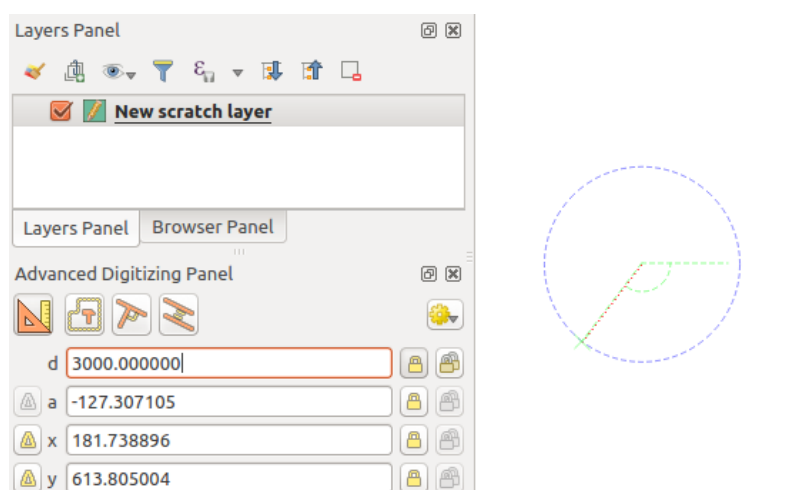 Layers Panel
New scratch layer
Layers Panel
Browser Panel
Advanced Digitizing Panel
d 3000.000000
a -127.307105
x 181.738896
y 613.805004